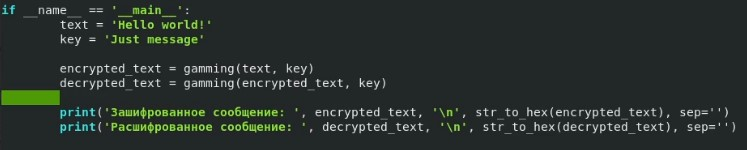 if __name__ == '__main__':
        text = 'Hello world!'
        key = 'Just message'

        encrypted_text = gamming(text, key)
        decrypted_text = gamming(encrypted_text, key)

        print('Зашифрованное сообщение: ', encrypted_text, '\n', str_to_hex(encrypted_text), sep='')
        print('Расшифрованное сообщение: ', decrypted_text, '\n', str_to_hex(decrypted_text), sep='')